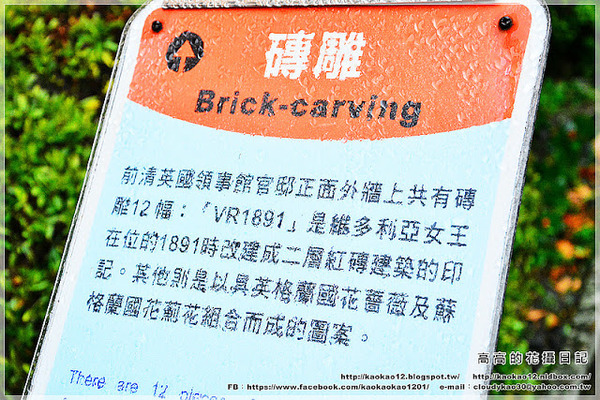 磚雕
Brick-carving
前清英國領事館官邸正面外牆上共有磚
雕12幅：「VR1891」是維多利亞女王
在位的1891時改建成二層紅磚建築的印
記。其他則是以具英格蘭國花薔薇及蘇
格蘭國花薊花組合而成的圖案。
There are 12
高高的花攝日記
http://kaokao12.blogspot.tw/ http://kaokao12.nidbox.com/
FB：https://www.facebook.com/kaokaokao1201/ e-mail：cloudykao30@yahoo.com.tw